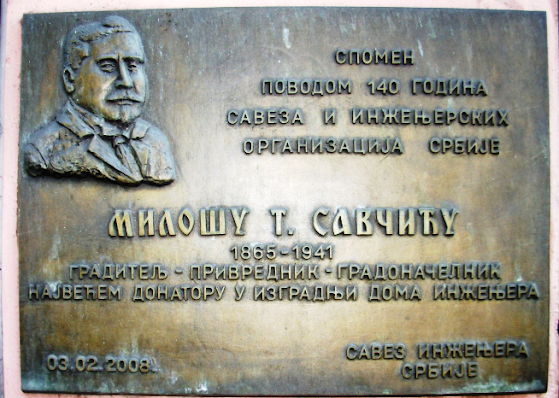 СПОМЕН
ПОВОДОМ 140 ГОДИНА
САВЕЗА И ИНЖЕЊЕРСКИХ
ОРГАНИЗАЦИЈА СРБИЈЕ
МИЛОШУ Т. САВЧИЋУ
1865-1941
ГРАДИТЕЉ - ПРИВРЕДНИК - ГРАДОНАЧЕЛНИК
НАЈВЕЋЕМ ДОНАТОРУ У ИЗГРАДЊИ ДОМА ИНЖЕЊЕРА
03.02.2008.
САВЕЗ ИНЖЕЊЕРА
СРБИЈЕ